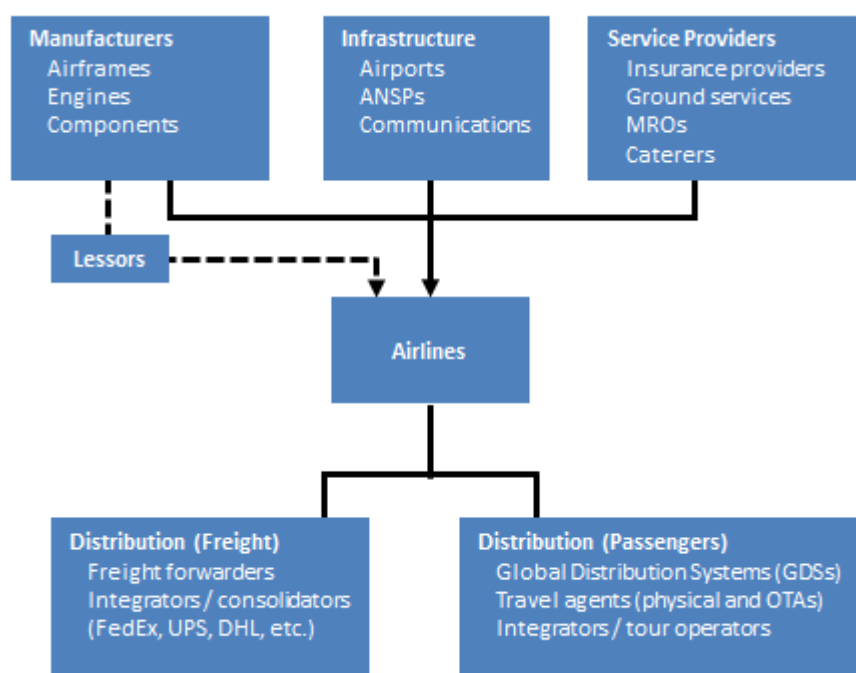 Manufacturers
Airframes
Engines
Components
Infrastructure
Airports
ANSPs
Communications
Service Providers
Insurance providers
Ground services
MROs
Caterers
Lessors
Airlines
Distribution (Freight)
Freight forwarders
Integrators / consolidators
(FedEx, UPS, DHL, etc.)
Distribution (Passengers)
Global Distribution Systems (GDSs)
Travel agents (physical and OTAs)
Integrators / tour operators